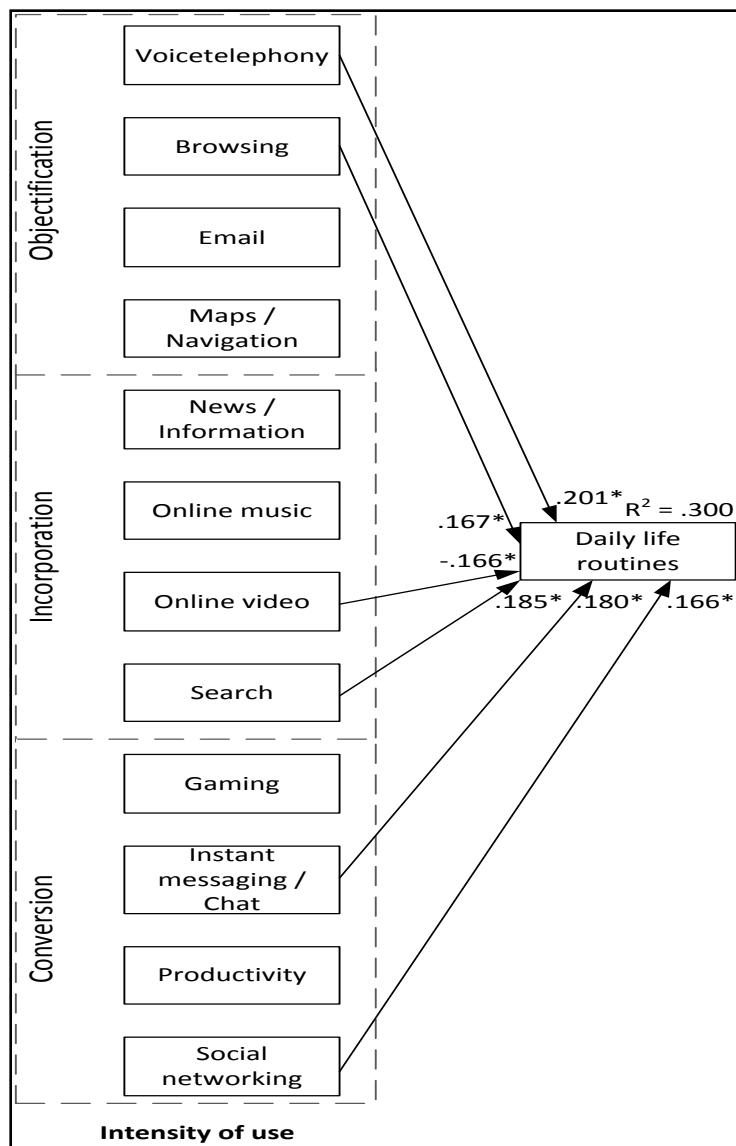 Objectification
Voicetelephony
Browsing
Email
Maps /
Navigation
Incorporation
News /
Information
Online music
Online video
Search
Conversion
Gaming
Instant
messaging /
Chat
Productivity
Social
networking
Intensity of use
.201*
R² = .300
.167*
-.166*
Daily life
routines
.185*
.180*
.166*